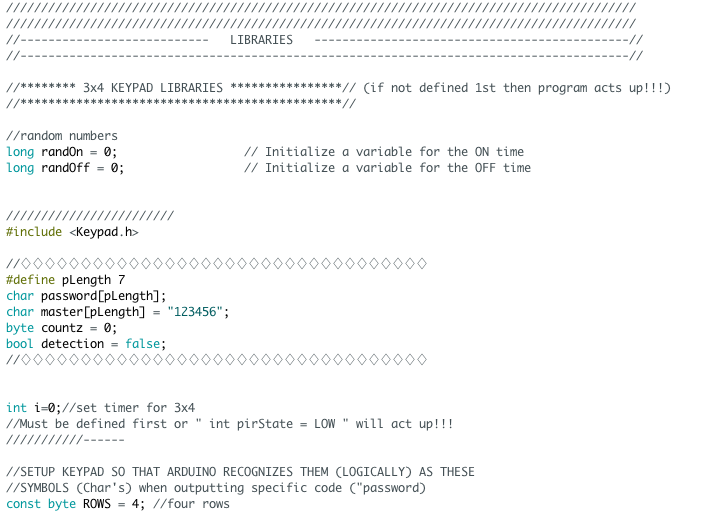 //////////////////////////////////////////////////////////////////////////////////////////
//////////////////////////////////////////////////////////////////////////////////////////
//---------------------------   LIBRARIES   ---------------------------------------------//
//---------------------------------------------------------------------------------------//
//******** 3x4 KEYPAD LIBRARIES ****************// (if not defined 1st then program acts up!!!)
//**********************************************//
//random numbers
long randOn = 0;                  // Initialize a variable for the ON time
long randOff = 0;                 // Initialize a variable for the OFF time
////////////////////////
#include <Keypad.h>
//♢♢♢♢♢♢♢♢♢♢♢♢♢♢♢♢♢♢♢♢♢♢♢♢♢♢♢♢♢♢♢♢♢♢
#define pLength 7
char password[pLength];
char master[pLength] = "123456";
byte countz = 0;
bool detection = false;
//♢♢♢♢♢♢♢♢♢♢♢♢♢♢♢♢♢♢♢♢♢♢♢♢♢♢♢♢♢♢♢♢♢♢
int i=0;//set timer for 3x4
//Must be defined first or " int pirState = LOW " will act up!!!
///////////------
//SETUP KEYPAD SO THAT ARDUINO RECOGNIZES THEM (LOGICALLY) AS THESE
//SYMBOLS (Char's) when outputting specific code ("password)
const byte ROWS = 4; //four rows